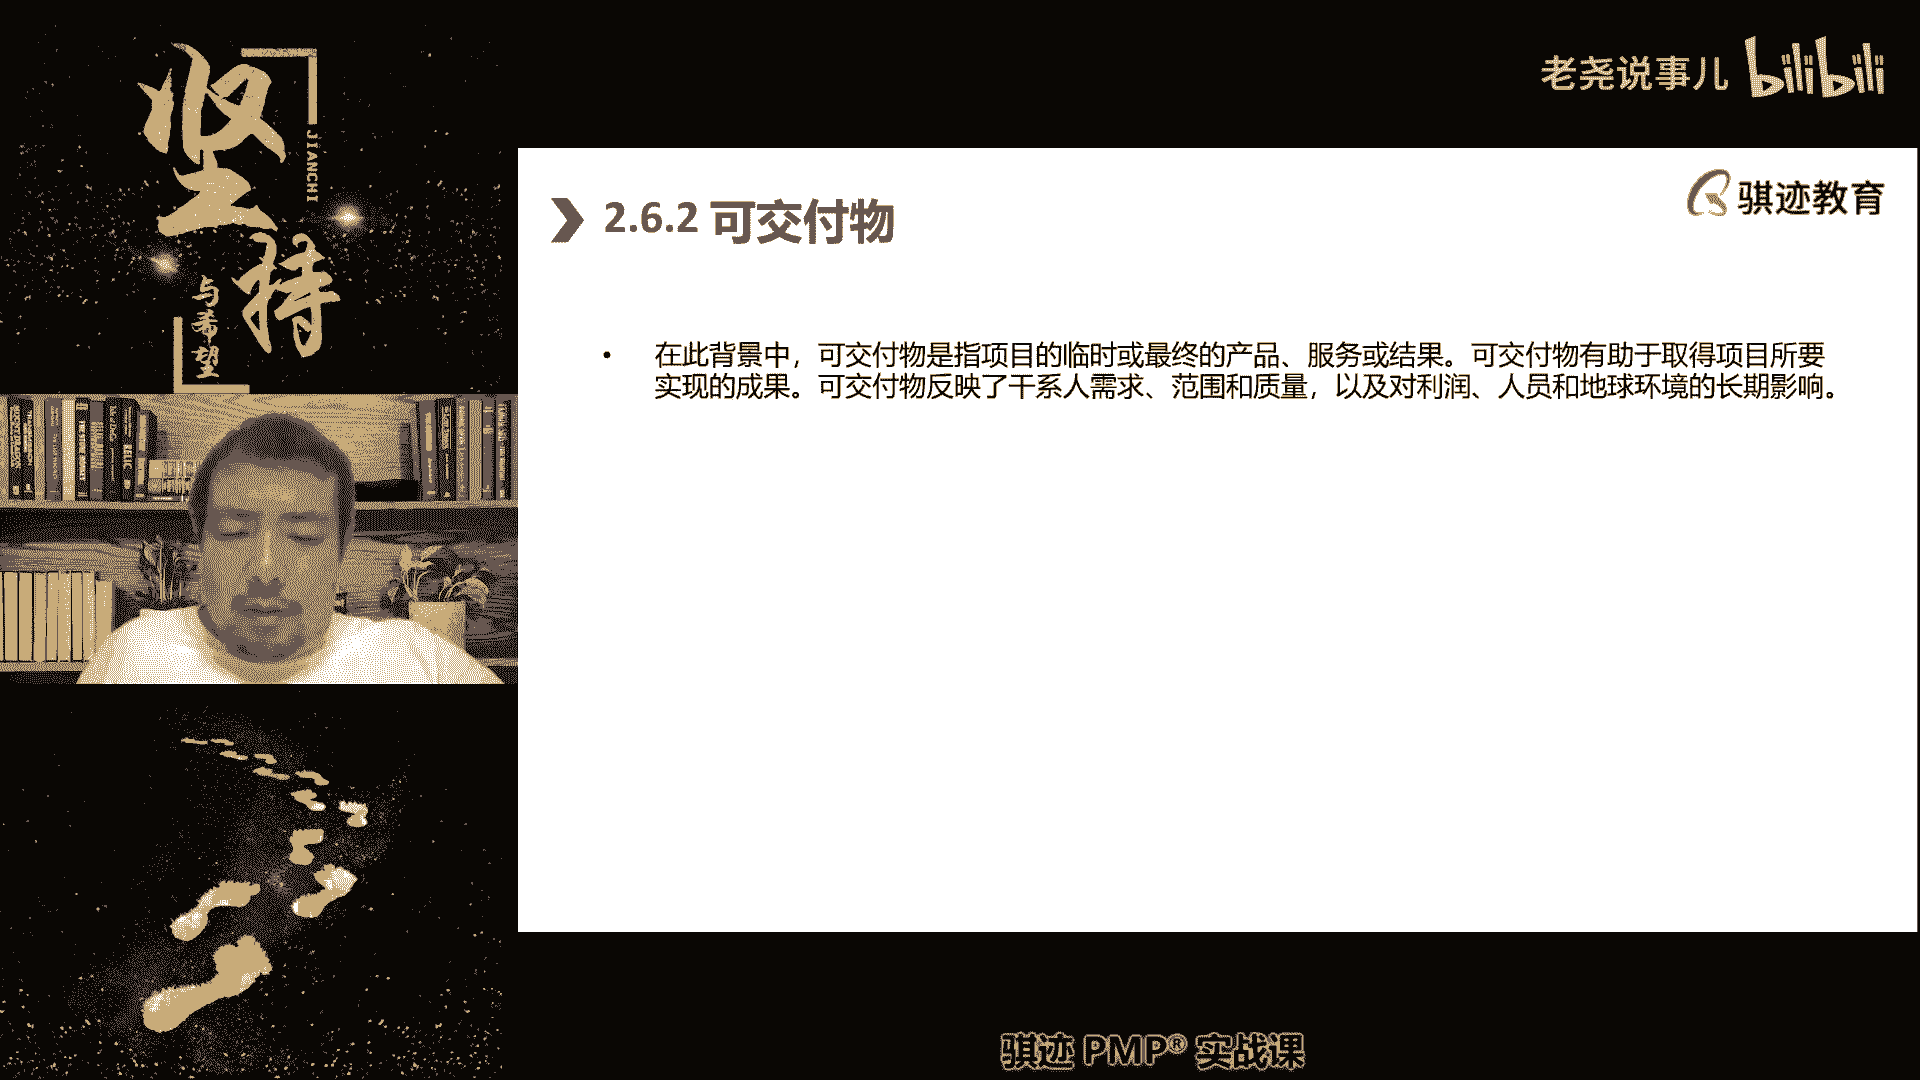 坚持
JIANCHI
与希望
老尧说事儿 bilibili
骐迹教育
2.6.2 可交付物
• 在此背景中，可交付物是指项目的临时或最终的产品、服务或结果。可交付物有助于取得项目所要
实现的成果。可交付物反映了干系人需求、范围和质量，以及对利润、人员和地球环境的长期影响。
骐迹 PMP® 实战课